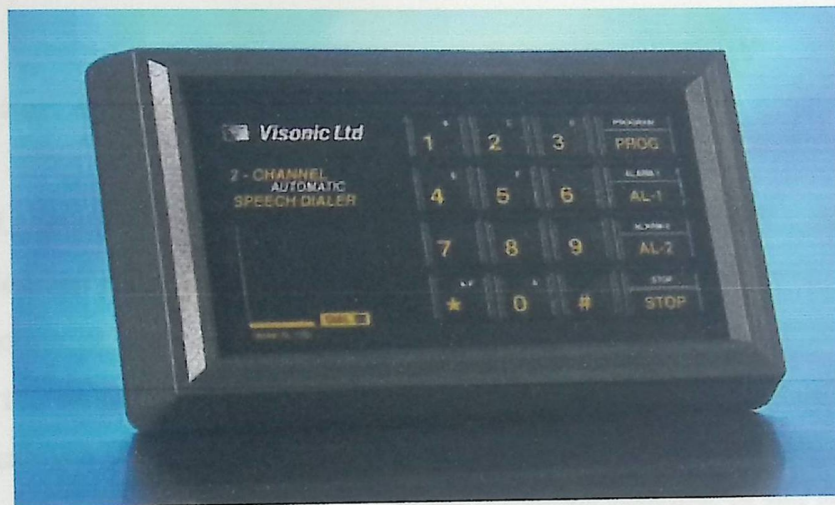 Visonic Ltd
2 - CHANNEL
AUTOMATIC
SPEECH DIALER
1 2 3
PROGRAM
PROG
4 5 6
ALARM-1
AL-1
7 8 9
ALARM-2
AL-2
* 0 #
STOP
STOP